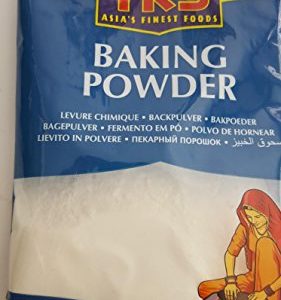 TRS
ASIA'S FINEST FOODS
BAKING
POWDER
LEVURE CHIMIQUE • BACKPULVER • BAKPOEDER
BAGEPULVER • FERMENTO EM PÓ • POLVO DE HORNEAR
LIEVITO IN POLVERE • ПЕКАРНЫЙ ПОРОШОК • مسحوق الخبيز